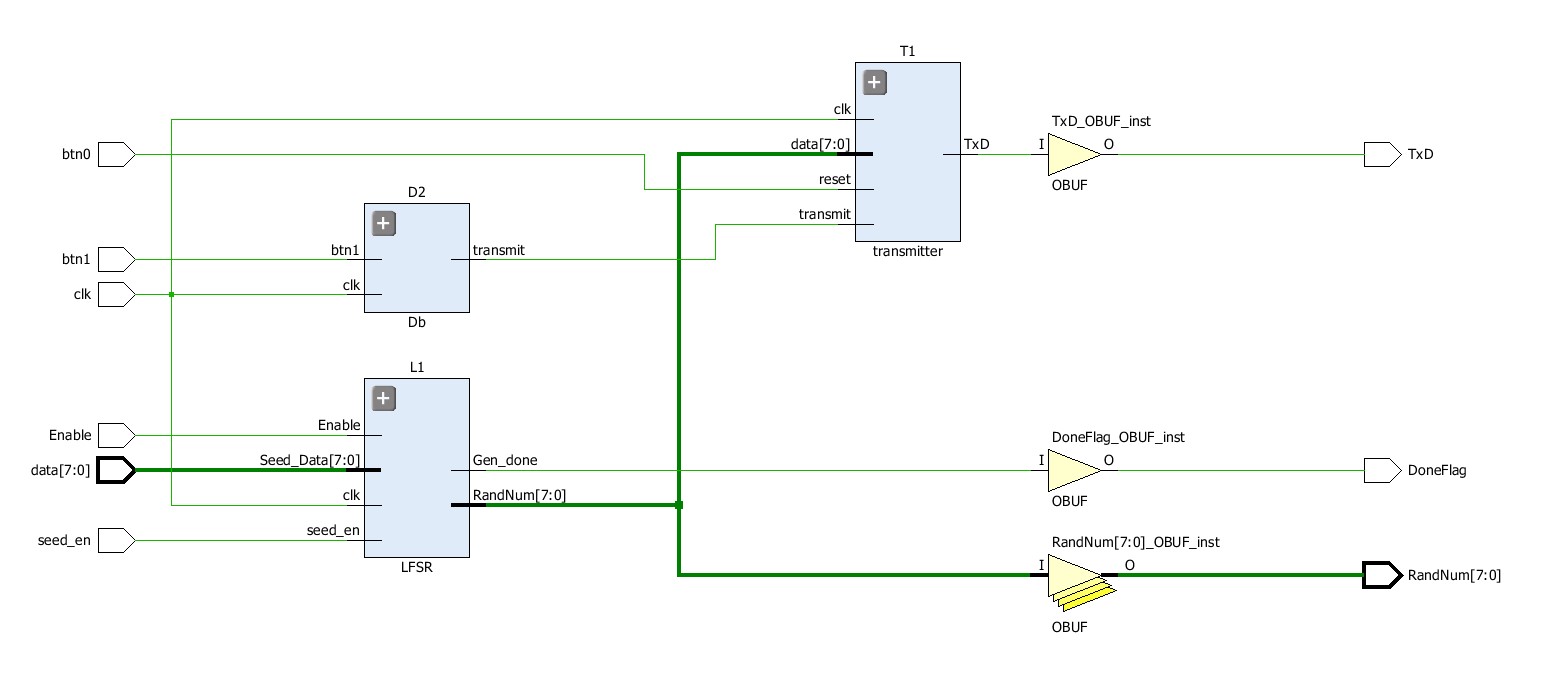 T1
clk
TxD_OBUF_inst
btn0
data[7:0]
TxD
I
O
TxD
reset
OBUF
D2
transmit
btn1
btn1
transmit
transmitter
clk
clk
Db
L1
Enable
Enable
DoneFlag_OBUF_inst
data[7:0]
Seed_Data[7:0]
Gen_done
I
O
DoneFlag
clk
RandNum[7:0]
OBUF
seed_en
seed_en
RandNum[7:0]_OBUF_inst
LFSR
I
O
RandNum[7:0]
OBUF